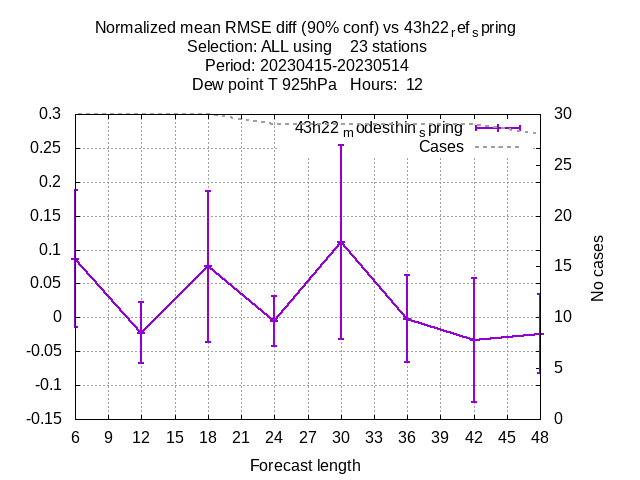 Normalized mean RMSE diff (90% conf) vs 43h22ref spring
Selection: ALL using    23 stations
Period: 20230415-20230514
Dew point T 925hPa   Hours:  12
0.3
0.25
0.2
0.15
0.1
0.05
0
-0.05
-0.1
-0.15
6 9 12 15 18 21 24 27 30 33 36 39 42 45 48
Forecast length
30
25
20
15
10
5
0
No cases
43h22modesthinspring
Cases